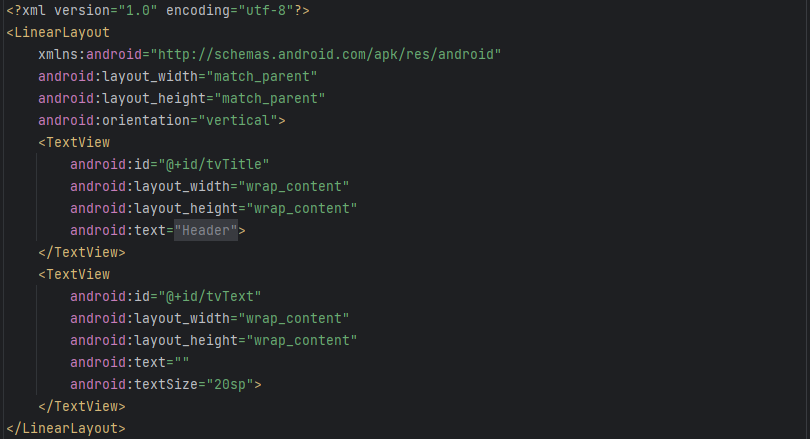 <?xml version="1.0" encoding="utf-8"?>
<LinearLayout
    xmlns:android="http://schemas.android.com/apk/res/android"
    android:layout_width="match_parent"
    android:layout_height="match_parent"
    android:orientation="vertical">
    <TextView
        android:id="@+id/tvTitle"
        android:layout_width="wrap_content"
        android:layout_height="wrap_content"
        android:text="Header">
    </TextView>
    <TextView
        android:id="@+id/tvText"
        android:layout_width="wrap_content"
        android:layout_height="wrap_content"
        android:text=""
        android:textSize="20sp">
    </TextView>
</LinearLayout>